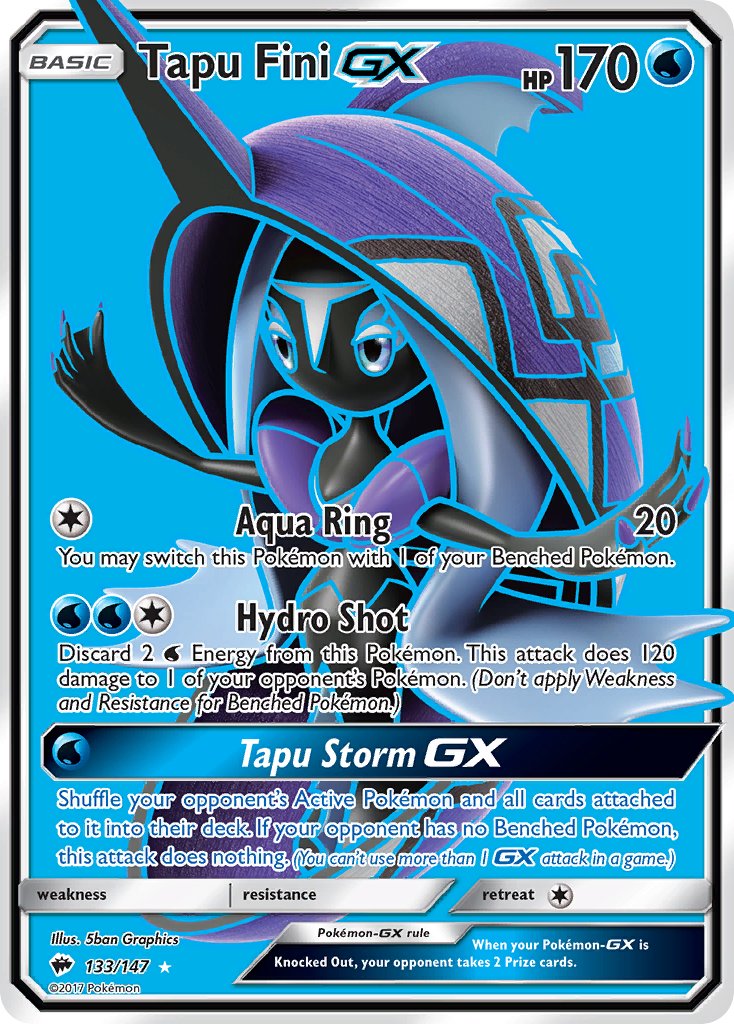 BASIC Tapu Fini GX HP 170
Aqua Ring 20
You may switch this Pokémon with 1 of your Benched Pokémon.
Hydro Shot
Discard 2 Energy from this Pokémon. This attack does 120
damage to 1 of your opponent's Pokémon. (Don't apply Weakness
and Resistance for Benched Pokémon.)
Tapu Storm GX
Shuffle your opponent's Active Pokémon and all cards attached
to it into their deck. If your opponent has no Benched Pokémon,
this attack does nothing. (You can't use more than 1 GX attack in a game.)
weakness resistance retreat
Illus. 5ban Graphics
Pokémon-GX rule
When your Pokémon-GX is
Knocked Out, your opponent takes 2 Prize cards.
133/147
©2017 Pokémon